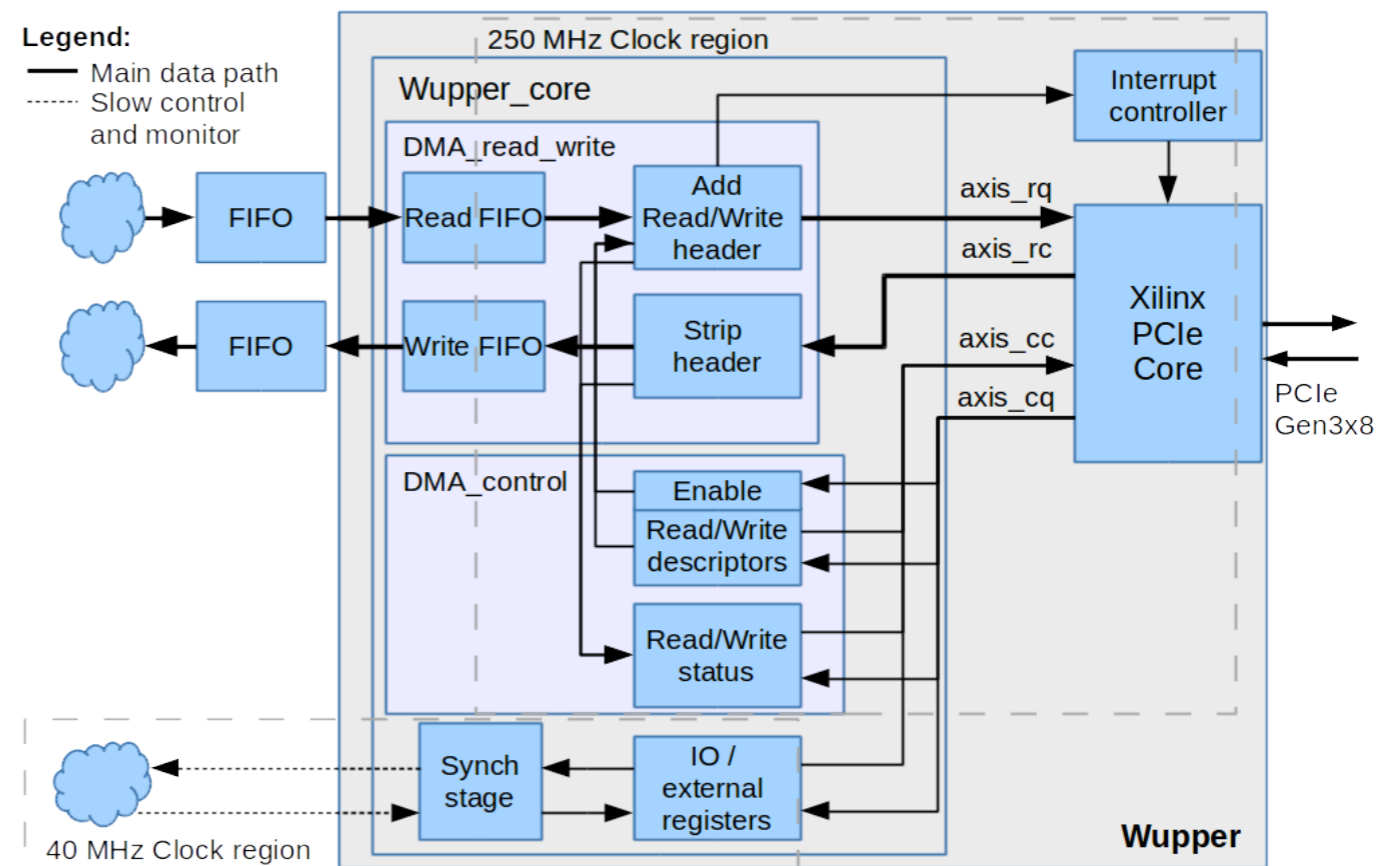 Legend:
Main data path
Slow control
and monitor
250 MHz Clock region
Wupper_core
DMA_read_write
FIFO
Read FIFO
Add
Read/Write
header
Interrupt
controller
axis_rq
axis_rc
FIFO
Write FIFO
Strip
header
axis_cc
axis_cq
Xilinx
PCIe
Core
PCIe
Gen3x8
DMA_control
Enable
Read/Write
descriptors
Read/Write
status
Synch
stage
IO /
external
registers
40 MHz Clock region
Wupper